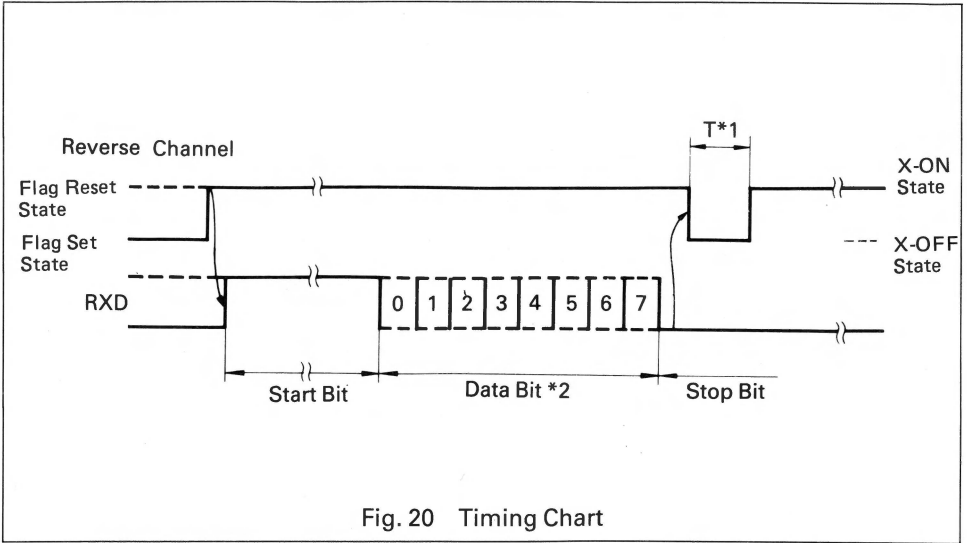 T*1
Reverse Channel
X-ON
State
Flag Reset
State
Flag Set
State
X-OFF
State
RXD
0 1 2 3 4 5 6 7
Start Bit
Data Bit *2
Stop Bit
Fig. 20 Timing Chart